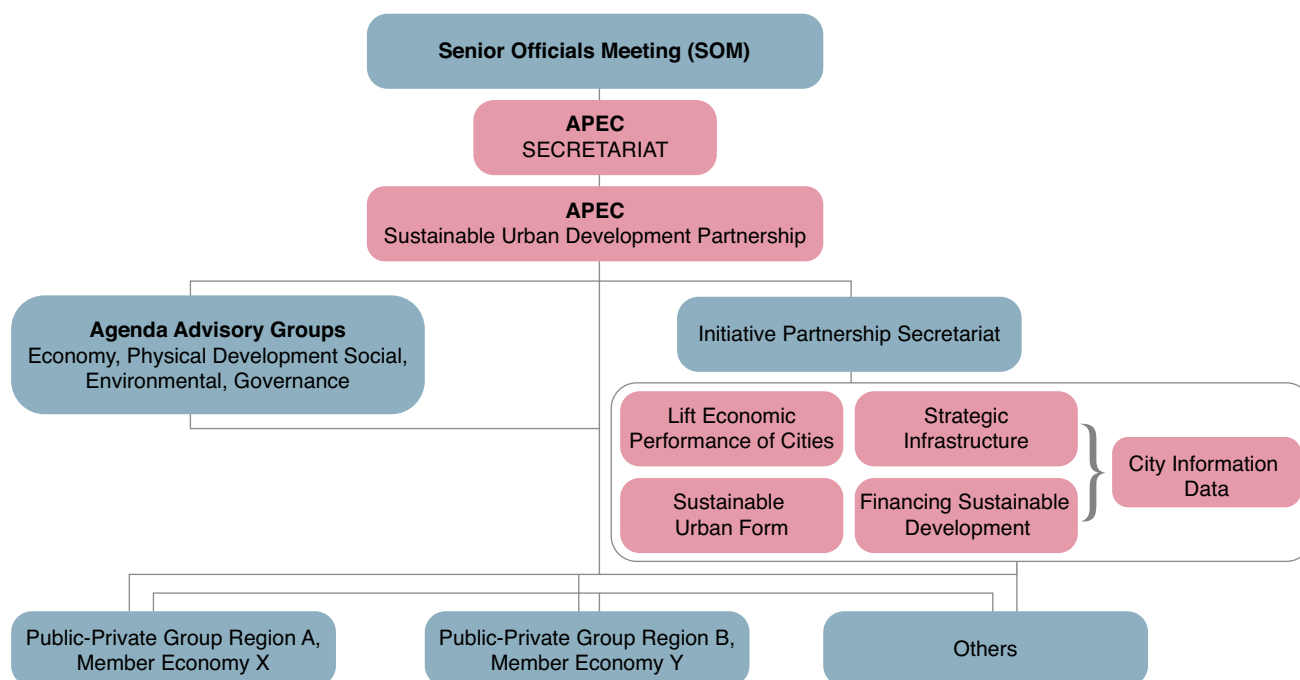 Senior Officials Meeting (SOM)
APEC
SECRETARIAT
APEC
Sustainable Urban Development Partnership
Agenda Advisory Groups
Economy, Physical Development Social,
Environmental, Governance
Initiative Partnership Secretariat
Lift Economic
Performance of Cities
Strategic
Infrastructure
Sustainable
Urban Form
Financing Sustainable
Development
City Information
Data
Public-Private Group Region A,
Member Economy X
Public-Private Group Region B,
Member Economy Y
Others